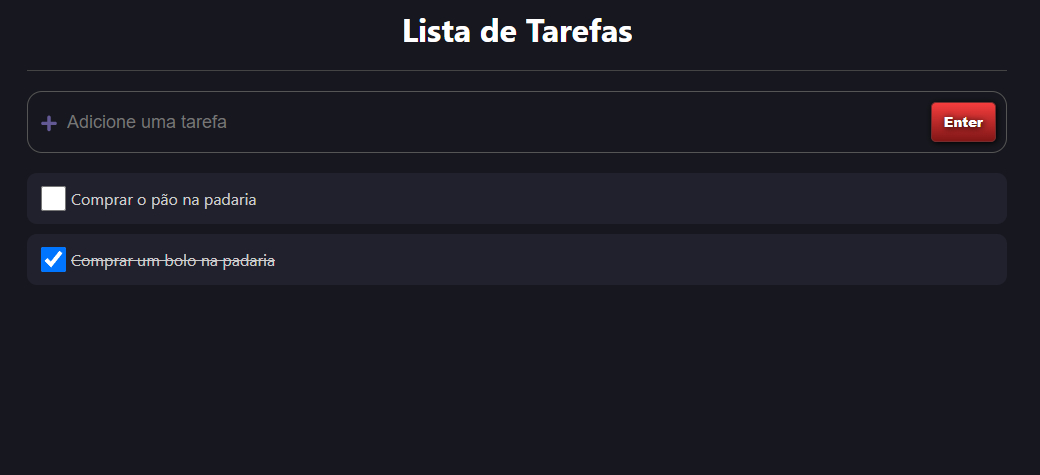 Lista de Tarefas
Adicione uma tarefa
Enter
Comprar o pão na padaria
Comprar um bolo na padaria